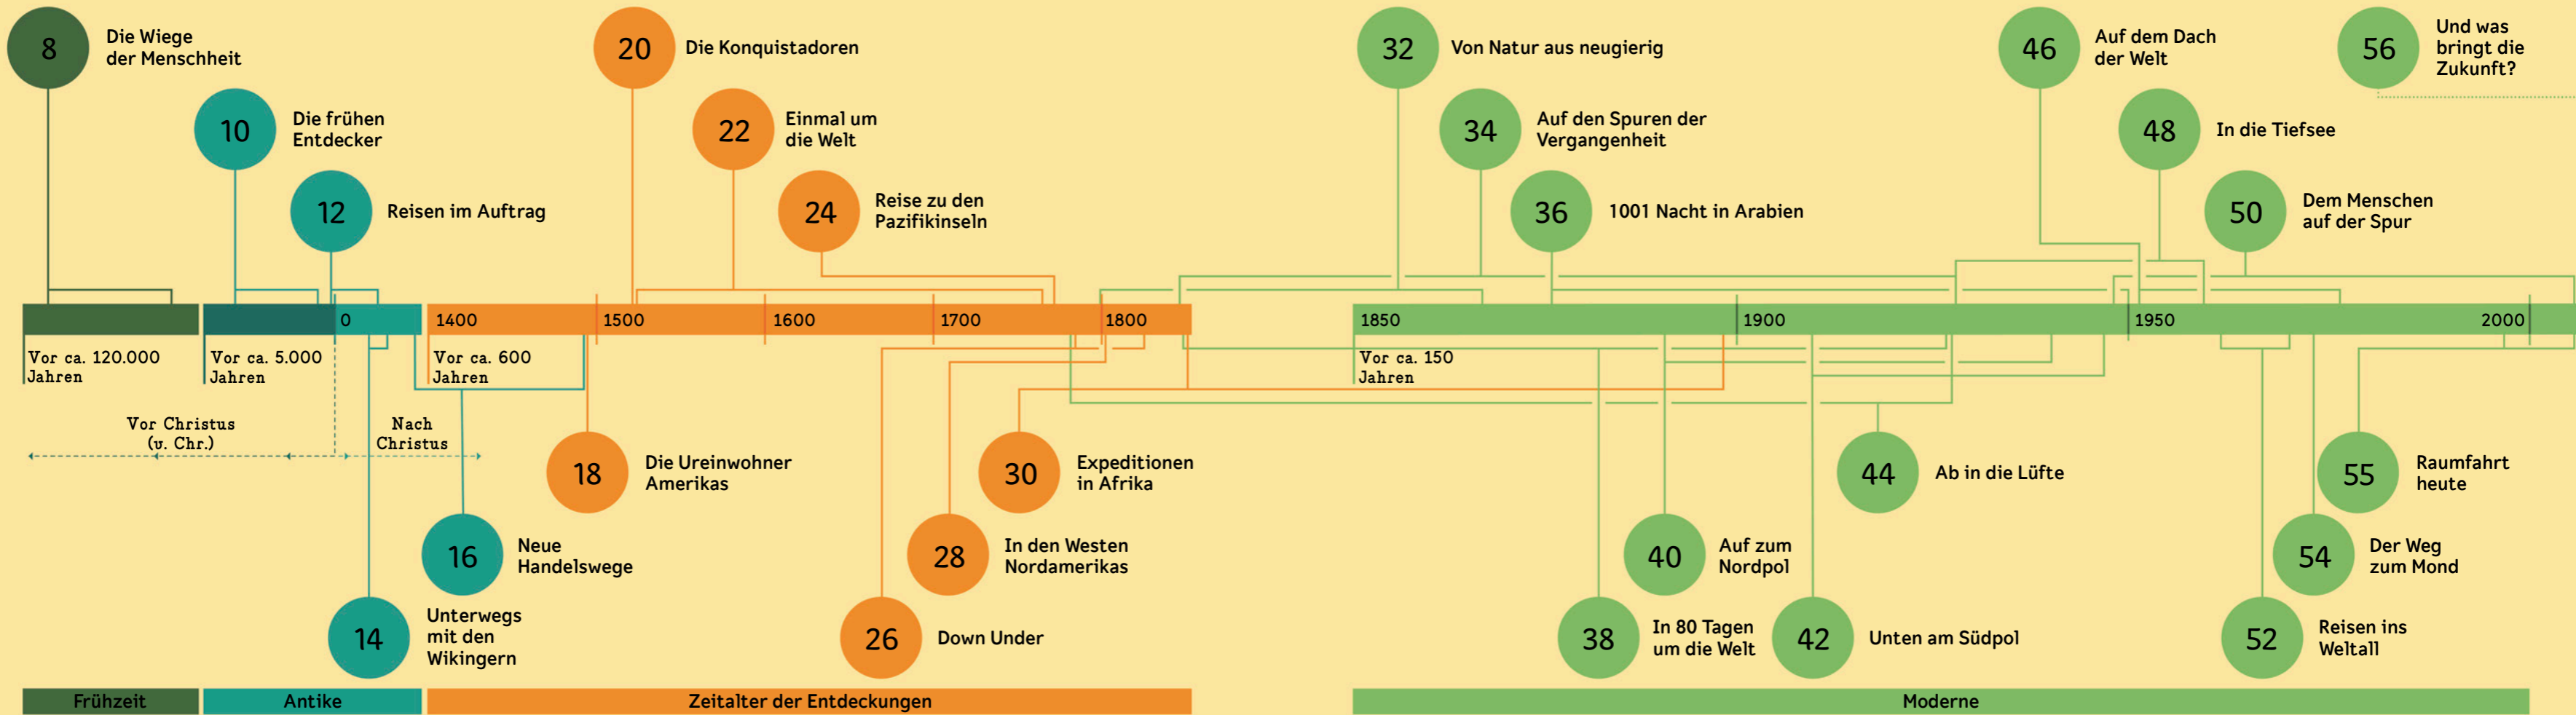 8
Die Wiege
der Menschheit
10
Die frühen
Entdecker
12
Reisen im Auftrag
20
Die Konquistadoren
22
Einmal um
die Welt
24
Reise zu den
Pazifikinseln
32
Von Natur aus neugierig
34
Auf den Spuren der
Vergangenheit
36
1001 Nacht in Arabien
46
Auf dem Dach
der Welt
48
In die Tiefsee
50
Dem Menschen
auf der Spur
56
Und was
bringt die
Zukunft?
0
1400
1500
1600
1700
1800
1850
1900
1950
2000
Vor ca. 120.000
Jahren
Vor ca. 5.000
Jahren
Vor ca. 600
Jahren
Vor ca. 150
Jahren
Vor Christus
(v. Chr.)
Nach
Christus
18
Die Ureinwohner
Amerikas
16
Neue
Handelswege
14
Unterwegs
mit den
Wikingern
30
Expeditionen
in Afrika
28
In den Westen
Nordamerikas
26
Down Under
44
Ab in die Lüfte
40
Auf zum
Nordpol
38
In 80 Tagen
um die Welt
42
Unten am Südpol
55
Raumfahrt
heute
54
Der Weg
zum Mond
52
Reisen ins
Weltall
Frühzeit
Antike
Zeitalter der Entdeckungen
Moderne